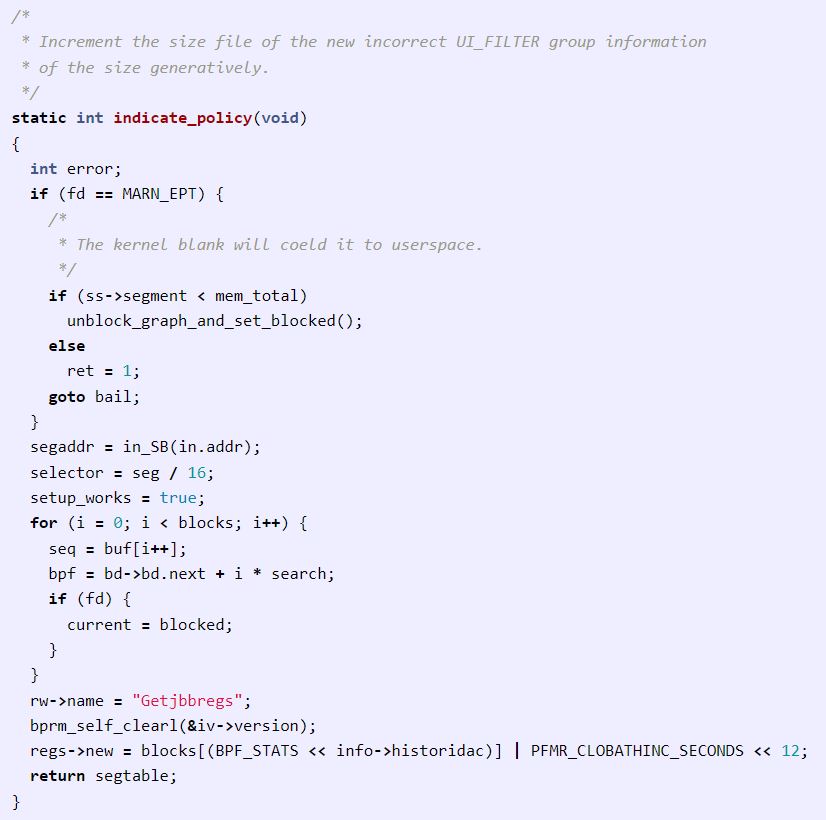 /*
 * Increment the size file of the new incorrect UI_FILTER group information
 * of the size generatively.
 */
static int indicate_policy(void)
{
  int error;
  if (fd == MARN_EPT) {
    /*
     * The kernel blank will coeld it to userspace.
     */
    if (ss->segment < mem_total)
      unblock_graph_and_set_blocked();
    else
      ret = 1;
    goto bail;
  }
  segaddr = in_SB(in.addr);
  selector = seg / 16;
  setup_works = true;
  for (i = 0; i < blocks; i++) {
    seq = buf[i++];
    bpf = bd->bd.next + i * search;
    if (fd) {
      current = blocked;
    }
  }
  rw->name = "Getjbbregs";
  bprm_self_clearl(&iv->version);
  regs->new = blocks[(BPF_STATS << info->historidac)] | PFMR_CLOBATHINC_SECONDS << 12;
  return segtable;
}